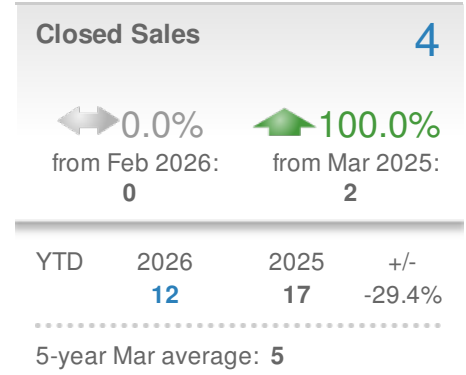 Closed Sales 4
0.0% 100.0%
from Feb 2026: from Mar 2025:
0 2
YTD 2026 2025 +/-
12 17 -29.4%
5-year Mar average: 5